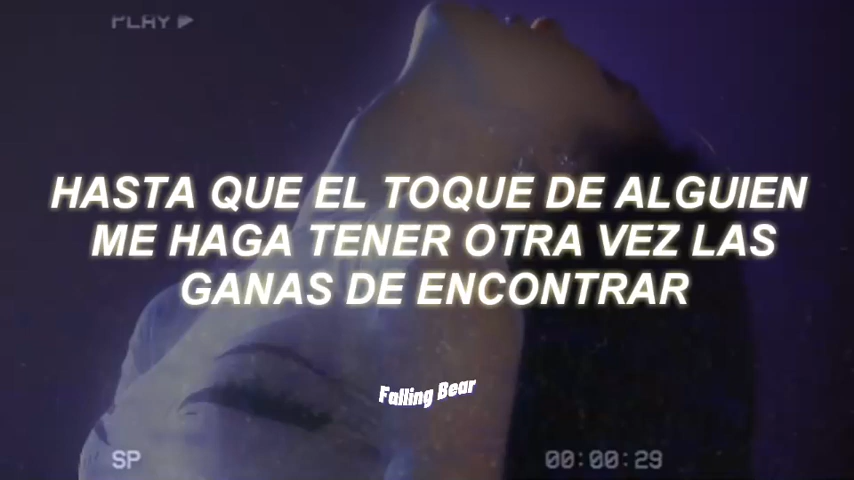 PLAY
HASTA QUE EL TOQUE DE ALGUIEN
ME HAGA TENER OTRA VEZ LAS
GANAS DE ENCONTRAR
Falling Bear
SP 00:00:29